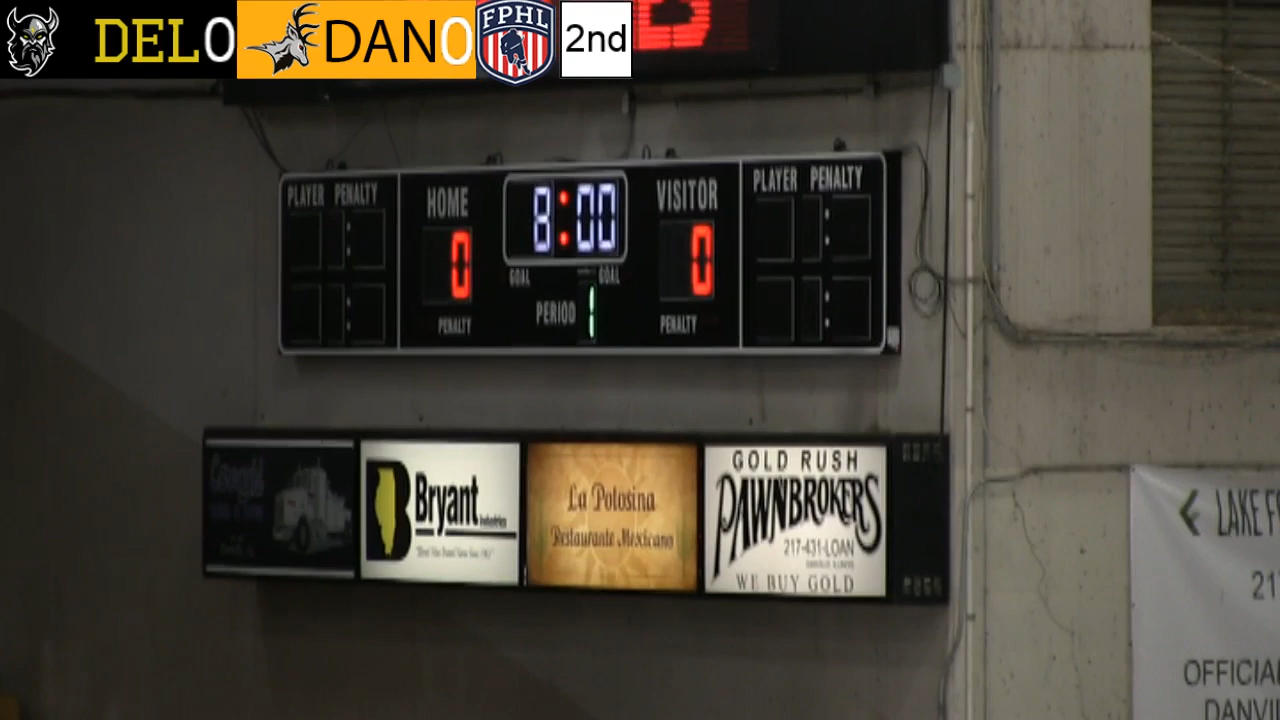 DEL 0 DAN 0 FPHL 2nd
PLAYER PENALTY
HOME
8:00
VISITOR
PLAYER PENALTY
0
0
GOAL
GOAL
PERIOD 1
PENALTY
PENALTY
B Bryant
Industries
La Potosina
Restaurante Mexicano
GOLD RUSH
PAWNBROKERS
217-431-LOAN
WE BUY GOLD
LAKE F
21
OFFICIA
DANVI